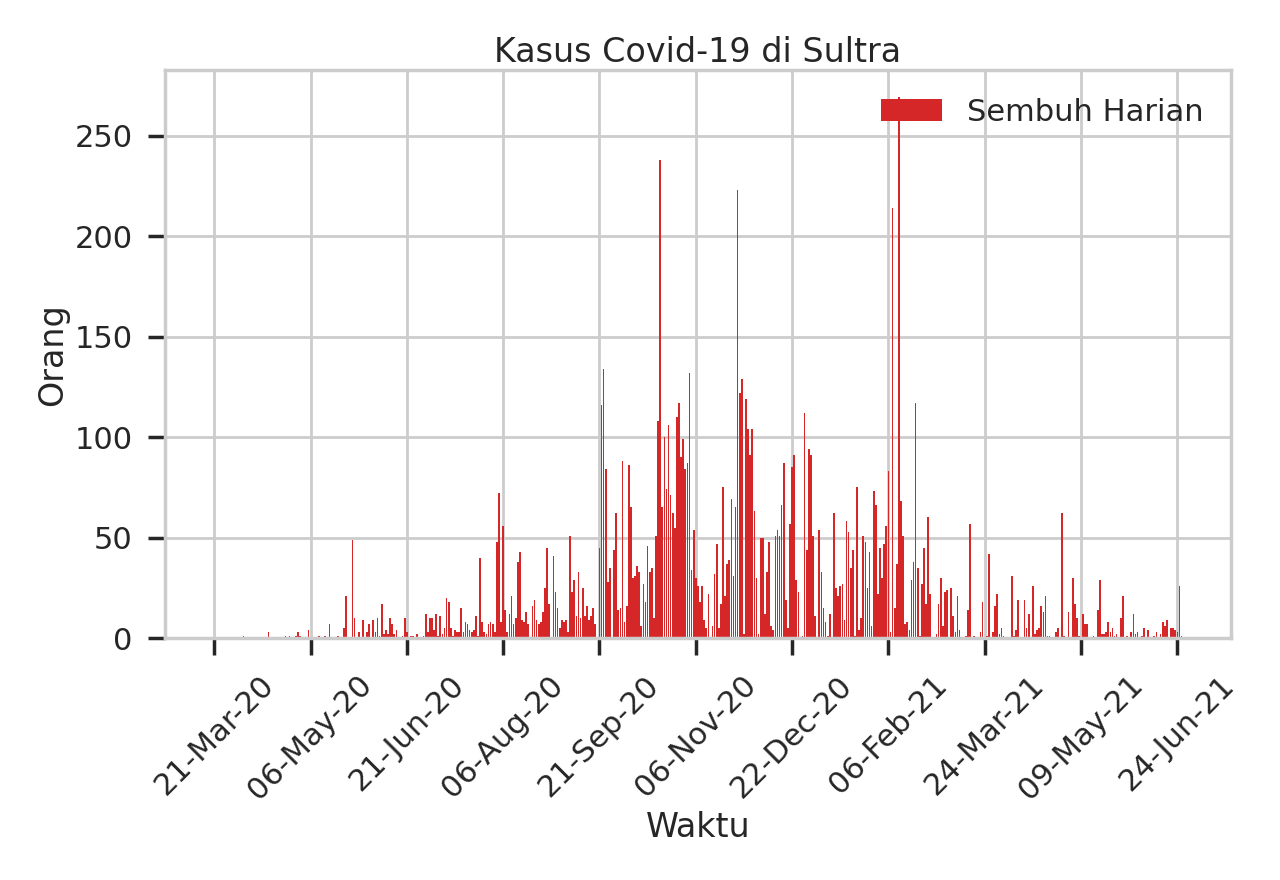 Kasus Covid-19 di Sultra
Sembuh Harian
Orang
250
200
150
100
50
0
21-Mar-20
06-May-20
21-Jun-20
06-Aug-20
21-Sep-20
06-Nov-20
22-Dec-20
06-Feb-21
24-Mar-21
09-May-21
24-Jun-21
Waktu